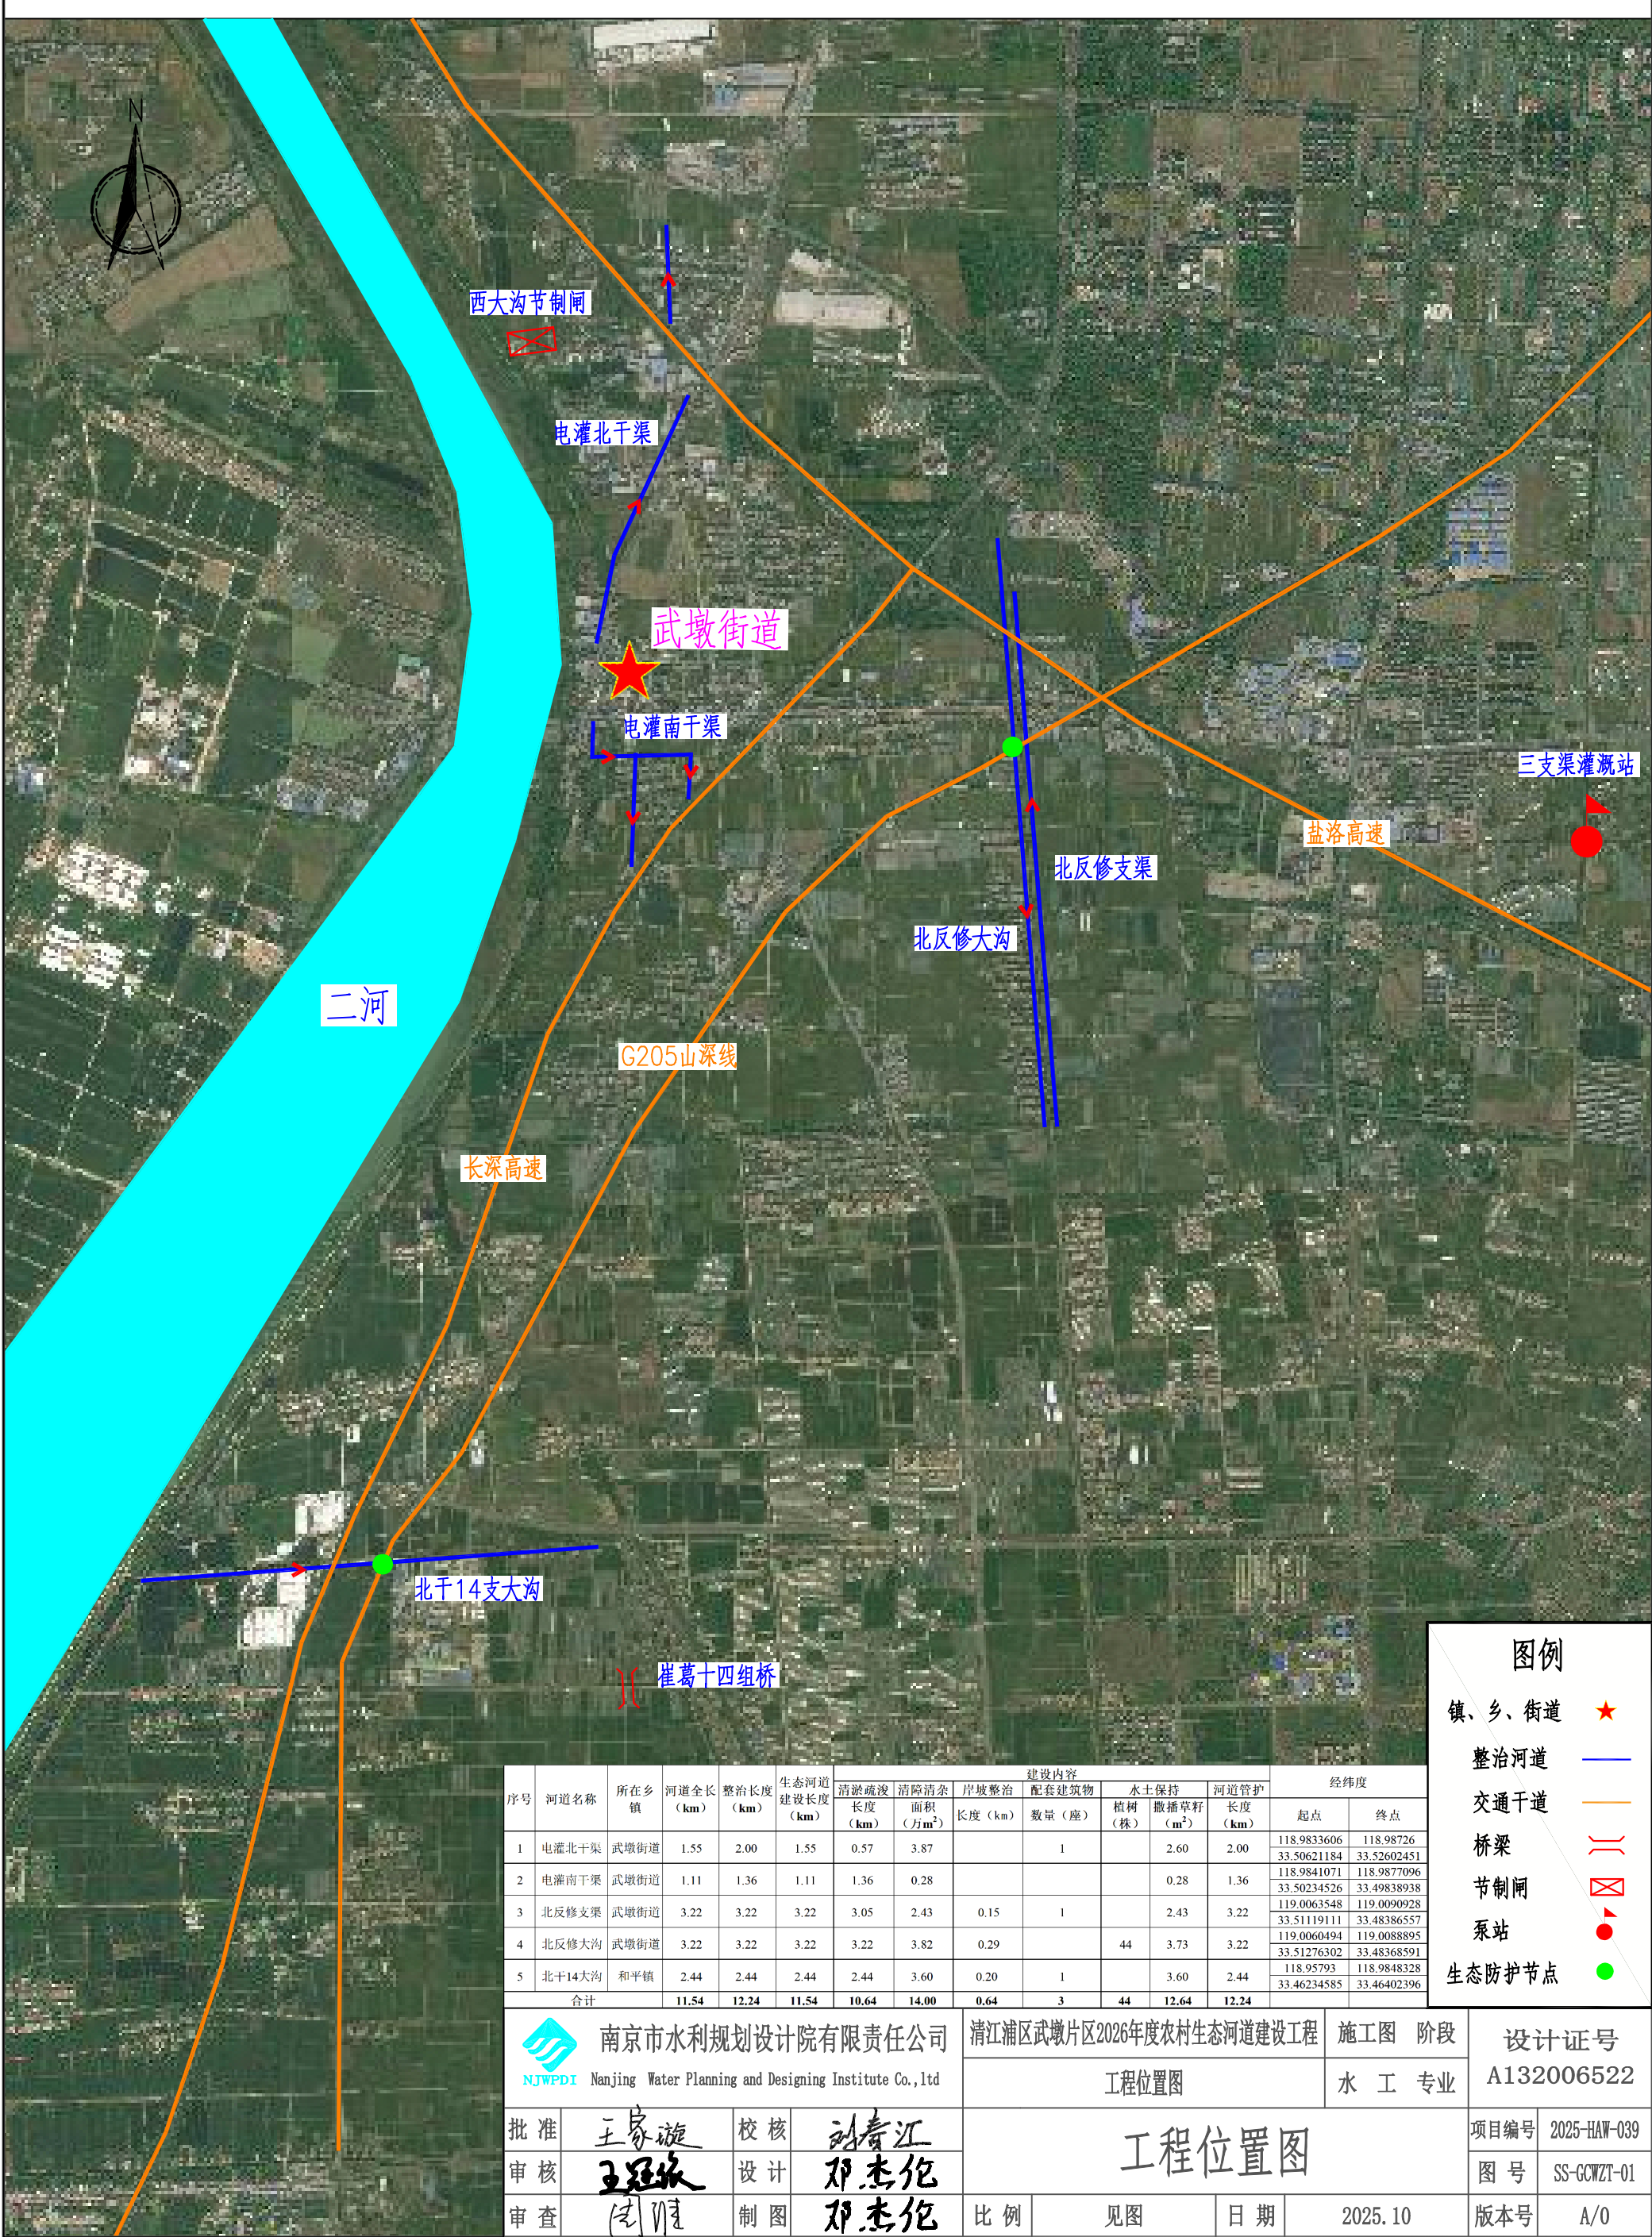 N
西大沟节制闸
电灌北干渠
武墩街道
电灌南干渠
三支渠灌溉站
盐洛高速
北反修支渠
北反修大沟
二河
G205山深线
长深高速
北干14支大沟
崔葛十四组桥
图例
镇、乡、街道
整治河道
交通干道
桥梁
节制闸
泵站
生态防护节点
序号 河道名称 所在乡镇 河道全长（km） 整治长度（km） 生态河道建设长度（km） 建设内容 经纬度
清淤疏浚 清障清杂 岸坡整治 配套建筑物 水土保持 河道管护
长度（km） 面积（万m²） 长度（km） 数量（座） 植树（株） 撒播草籽（m²） 长度（km） 起点 终点
1 电灌北干渠 武墩街道 1.55 2.00 1.55 0.57 3.87 1 2.60 2.00 118.9833606 118.98726
33.50621184 33.52602451
2 电灌南干渠 武墩街道 1.11 1.36 1.11 1.36 0.28 0.28 1.36 118.9841071 118.9877096
33.50234526 33.49838938
3 北反修支渠 武墩街道 3.22 3.22 3.22 3.05 2.43 0.15 1 2.43 3.22 119.0063548 119.0090928
33.51119111 33.48386557
4 北反修大沟 武墩街道 3.22 3.22 3.22 3.22 3.82 0.29 44 3.73 3.22 119.0060494 119.0088895
33.51276302 33.48368591
5 北干14大沟 和平镇 2.44 2.44 2.44 2.44 3.60 0.20 1 3.60 2.44 118.95793 118.9848328
33.46234585 33.46402396
合计 11.54 12.24 11.54 10.64 14.00 0.64 3 44 12.64 12.24
NJWPDI
南京市水利规划设计院有限责任公司
Nanjing Water Planning and Designing Institute Co.,ltd
清江浦区武墩片区2026年度农村生态河道建设工程
施工图 阶段
工程位置图
水 工 专业
设计证号
A132006522
批 准 王家漩 校 核 刘春江
审 核 设 计 邓杰伦
审 查 制 图 邓杰伦
工程位置图
比 例 见图 日 期 2025.10
项目编号 2025-HAW-039
图 号 SS-GCWZT-01
版本号 A/0